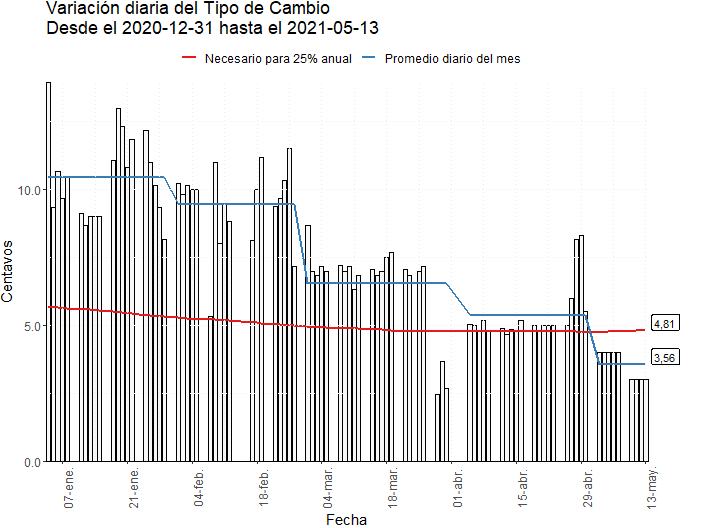 Variación diaria del Tipo de Cambio
Desde el 2020-12-31 hasta el 2021-05-13
Necesario para 25% anual
Promedio diario del mes
Centavos
10.0
5.0
0.0
4,81
3,56
07-ene.
21-ene.
04-feb.
18-feb.
04-mar.
18-mar.
01-abr.
15-abr.
29-abr.
13-may.
Fecha